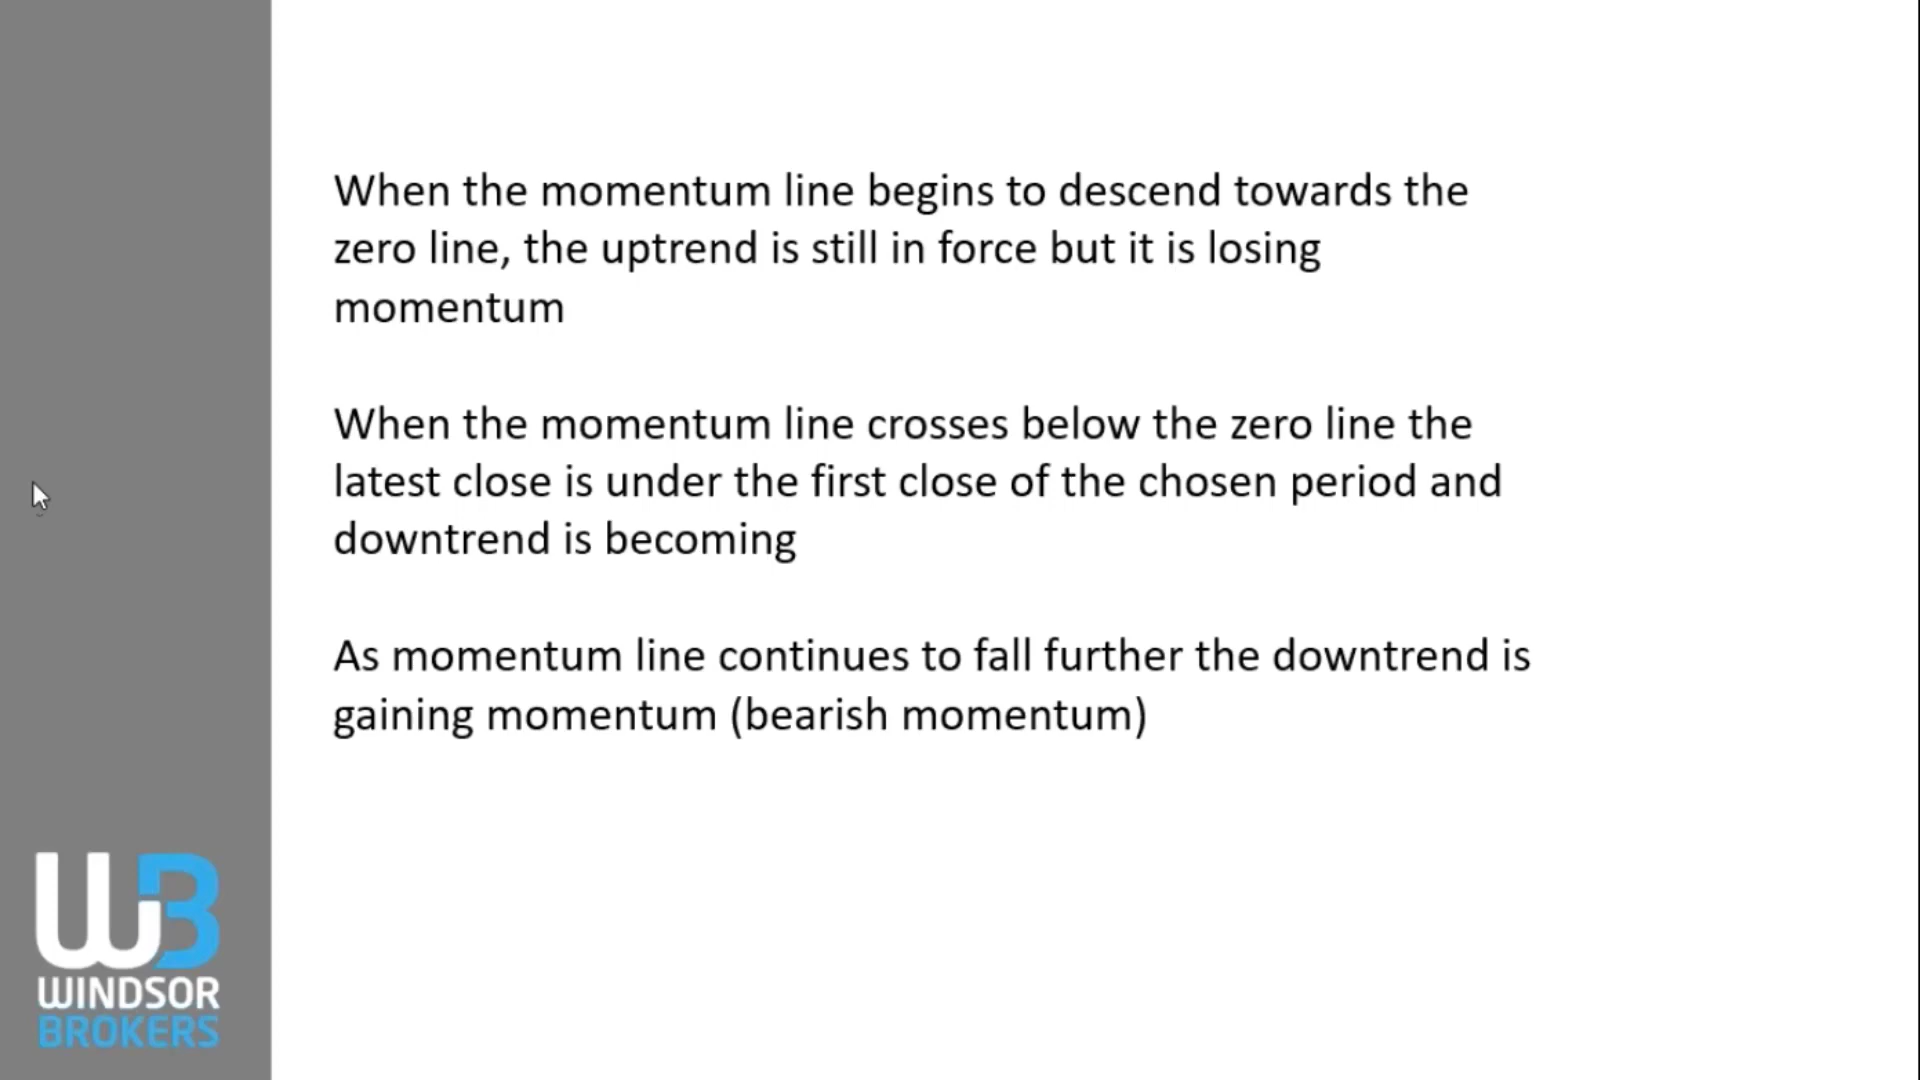 When the momentum line begins to descend towards the
zero line, the uptrend is still in force but it is losing
momentum
When the momentum line crosses below the zero line the
latest close is under the first close of the chosen period and
downtrend is becoming
As momentum line continues to fall further the downtrend is
gaining momentum (bearish momentum)
WB
WINDSOR
BROKERS